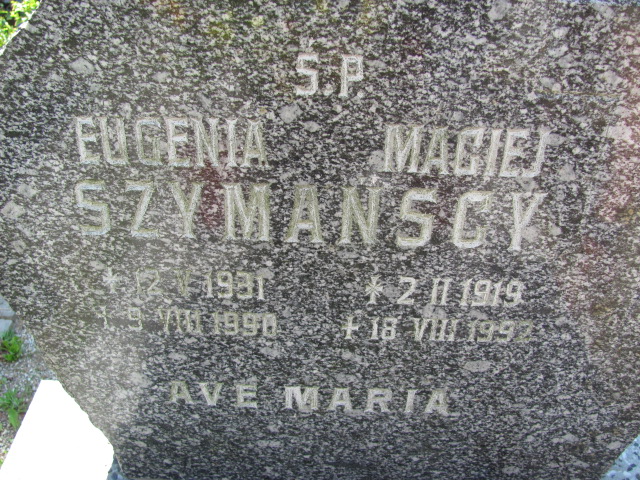 S.P
EUGENIA MACIEJ
SZYMAŃSCY
* 12 V 1931 * 2 II 1919
+ 9 VIII 1990 + 18 VIII 1992
AVE MARIA